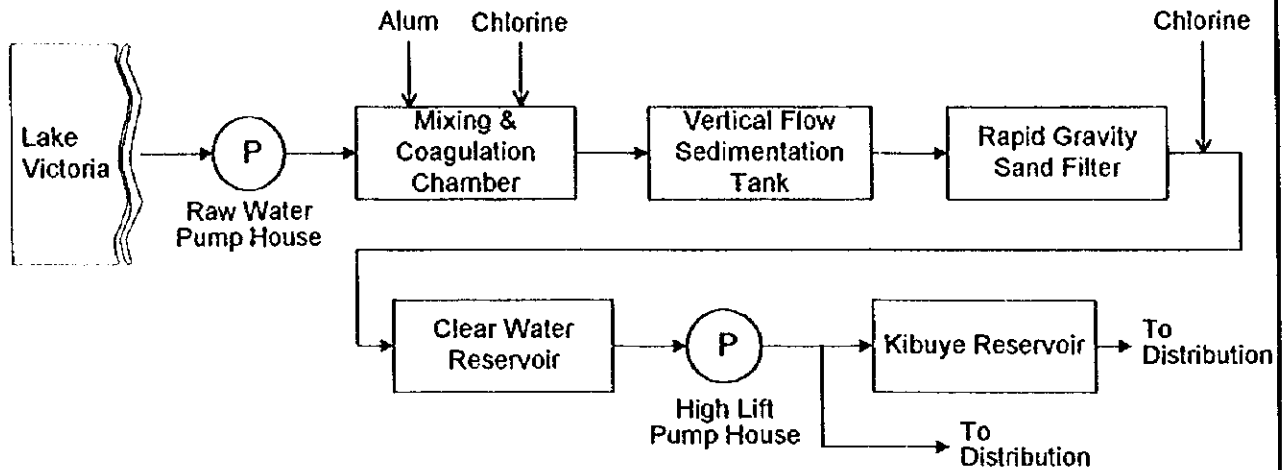 Alum
Chlorine
Chlorine
Lake
Victoria
P
Raw Water
Pump House
Mixing &
Coagulation
Chamber
Vertical Flow
Sedimentation
Tank
Rapid Gravity
Sand Filter
Clear Water
Reservoir
P
High Lift
Pump House
Kibuye Reservoir
To
Distribution
To
Distribution